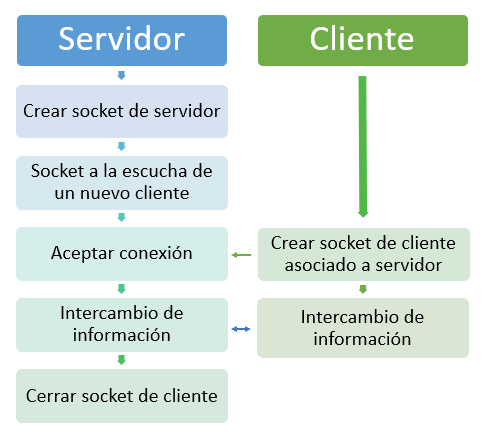 Servidor
Crear socket de servidor
Socket a la escucha de
un nuevo cliente
Aceptar conexión
Intercambio de
información
Cerrar socket de cliente
Cliente
Crear socket de cliente
asociado a servidor
Intercambio de
información